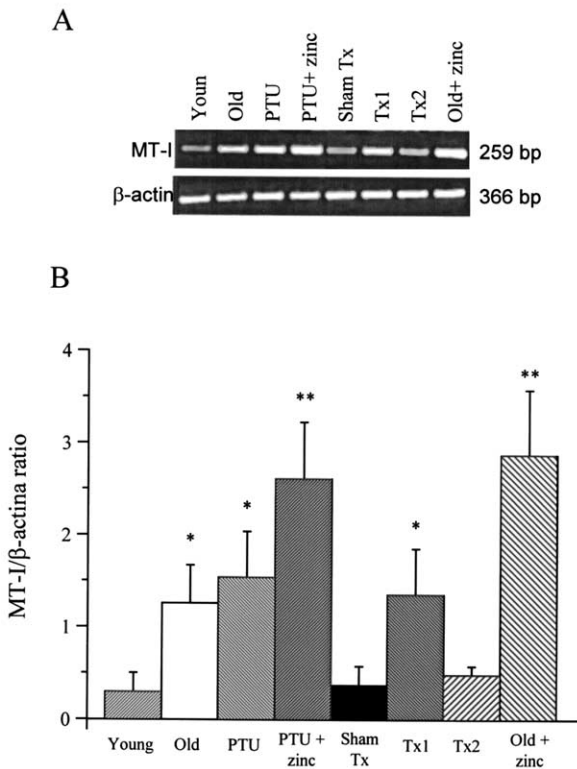 A
Youn Old PTU PTU+ zinc Sham Tx Tx1 Tx2 Old+ zinc
MT-I 259 bp
β-actin 366 bp
B
MT-I/β-actina ratio
4
3
2
1
0
* * ** * **
Young Old PTU PTU + zinc Sham Tx Tx1 Tx2 Old + zinc